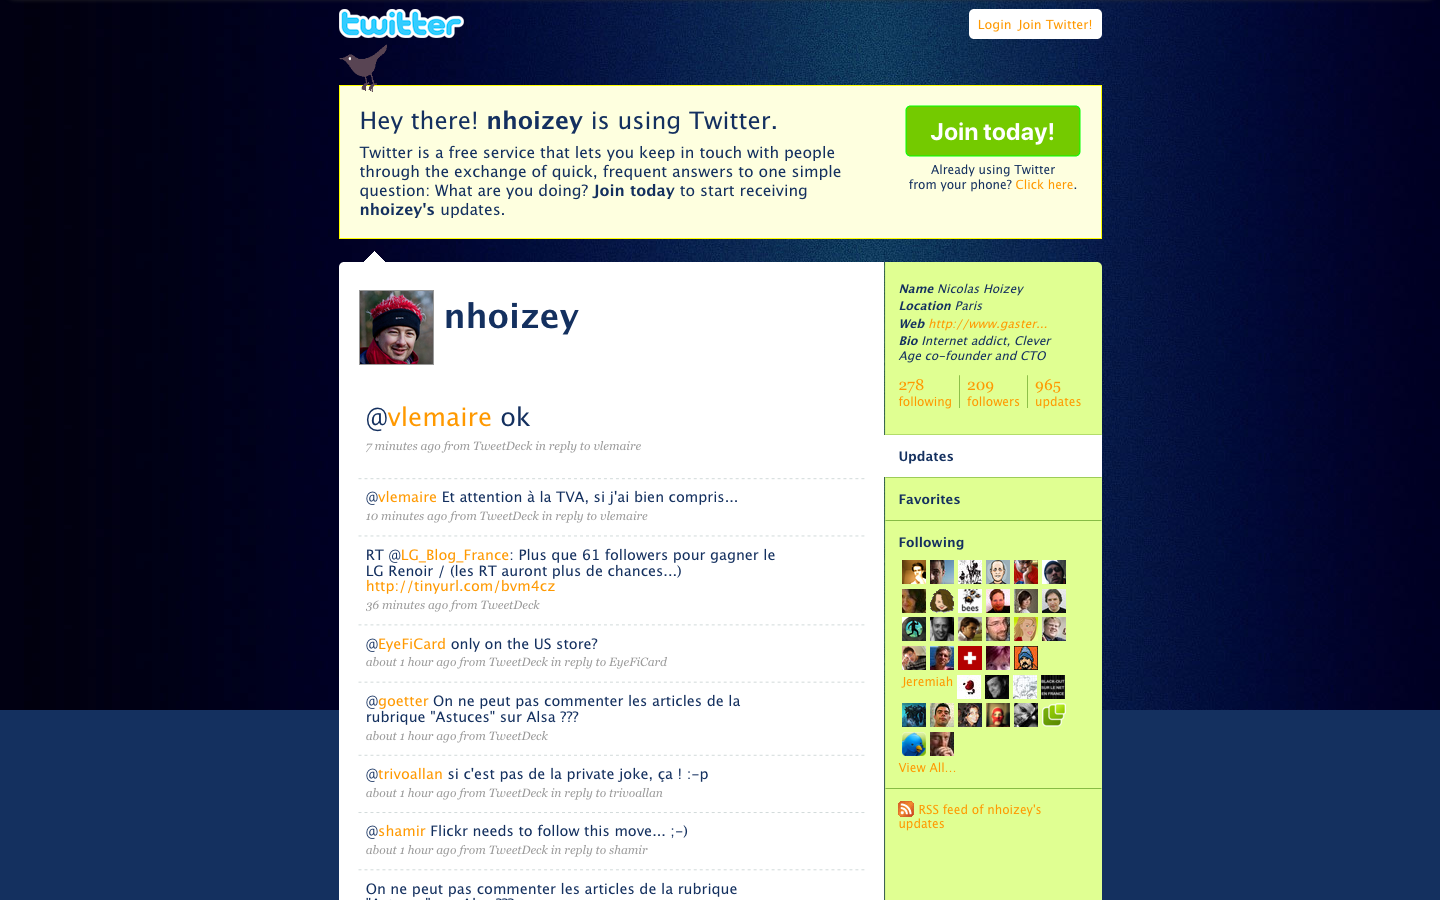 twitter
Login Join Twitter!
Hey there! nhoizey is using Twitter.
Twitter is a free service that lets you keep in touch with people
through the exchange of quick, frequent answers to one simple
question: What are you doing? Join today to start receiving
nhoizey's updates.
Join today!
Already using Twitter
from your phone? Click here.
nhoizey
@vlemaire ok
7 minutes ago from TweetDeck in reply to vlemaire
@vlemaire Et attention à la TVA, si j'ai bien compris...
10 minutes ago from TweetDeck in reply to vlemaire
RT @LG_Blog_France: Plus que 61 followers pour gagner le
LG Renoir / (les RT auront plus de chances...)
http://tinyurl.com/bvm4cz
36 minutes ago from TweetDeck
@EyeFiCard only on the US store?
about 1 hour ago from TweetDeck in reply to EyeFiCard
@goetter On ne peut pas commenter les articles de la
rubrique "Astuces" sur Alsa ???
about 1 hour ago from TweetDeck
@trivoallan si c'est pas de la private joke, ça ! :-p
about 1 hour ago from TweetDeck in reply to trivoallan
@shamir Flickr needs to follow this move... ;-)
about 1 hour ago from TweetDeck in reply to shamir
On ne peut pas commenter les articles de la rubrique
Name Nicolas Hoizey
Location Paris
Web http://www.gaster...
Bio Internet addict, Clever
Age co-founder and CTO
278 209 965
following followers updates
Updates
Favorites
Following
bees
Jeremiah
BLACK-OUT
SUR LE NET
EN FRANCE
View All...
RSS feed of nhoizey's
updates